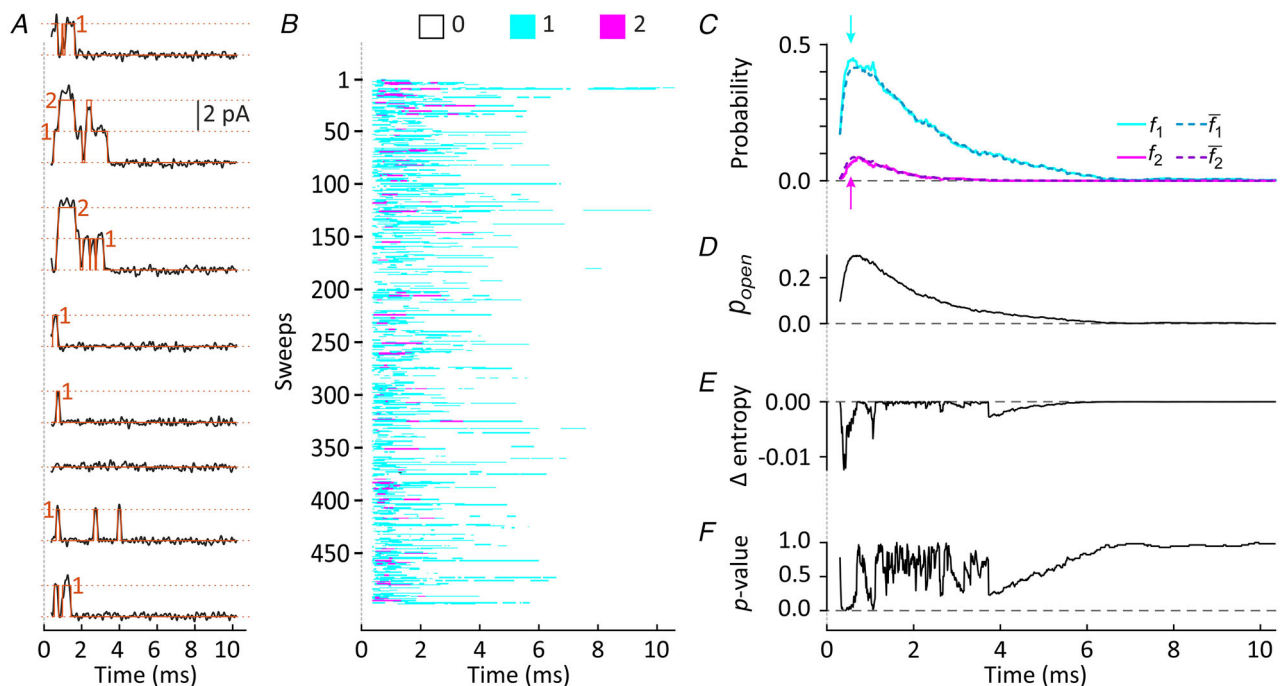 A
1
2
1
2 pA
2
1
1
1
1
1
0
2
4
6
8
10
Time (ms)
B
0
1
2
Sweeps
1
50
100
150
200
250
300
350
400
450
0
2
4
6
8
10
Time (ms)
C
Probability
0.5
0.0
f1 f̅1
f2 f̅2
D
popen
0.2
0.0
E
Δ entropy
0.00
-0.01
F
p-value
1.0
0.5
0.0
0
2
4
6
8
10
Time (ms)